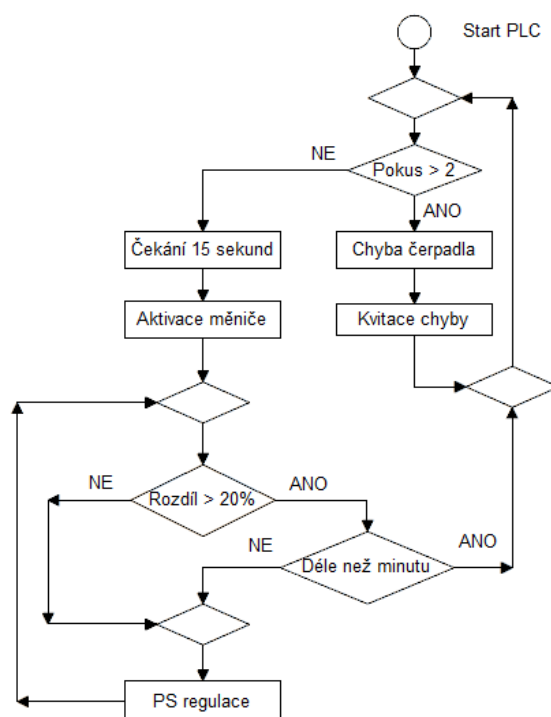 Start PLC
Pokus > 2
NE
ANO
Čekání 15 sekund
Chyba čerpadla
Aktivace měniče
Kvitace chyby
NE
Rozdíl > 20%
ANO
NE
Déle než minutu
ANO
PS regulace